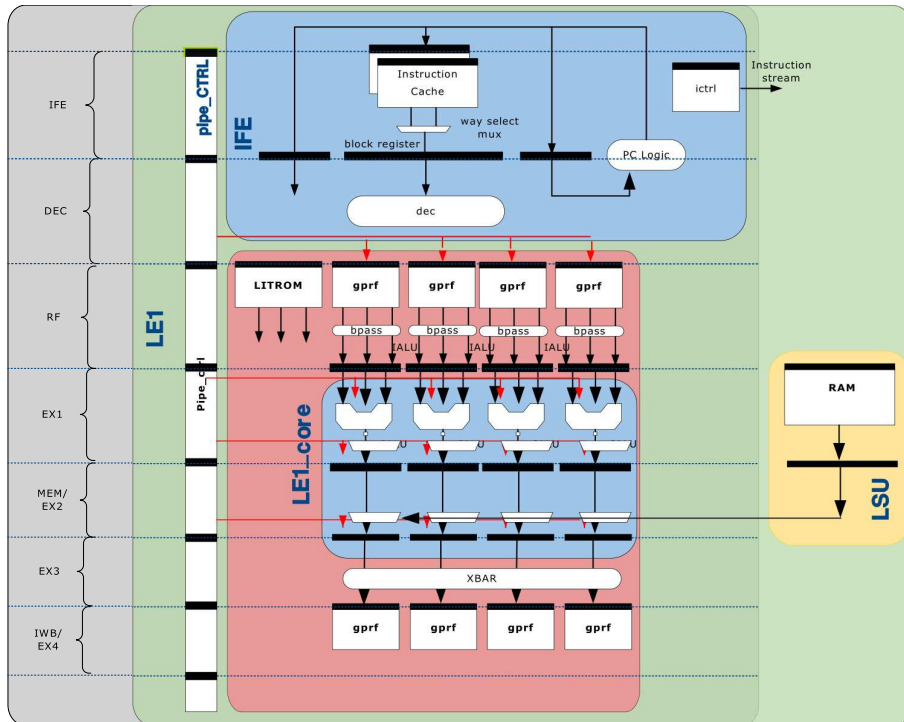 IFE
DEC
RF
EX1
MEM/
EX2
EX3
IWB/
EX4
LE1
pipe_CTRL
Pipe_ctrl
IFE
Instruction
Cache
way select
mux
block register
dec
PC Logic
ictrl
Instruction
stream
LITROM
gprf
gprf
gprf
gprf
bpass
bpass
bpass
bpass
IALU
IALU
IALU
LE1_core
U
U
RAM
LSU
XBAR
gprf
gprf
gprf
gprf